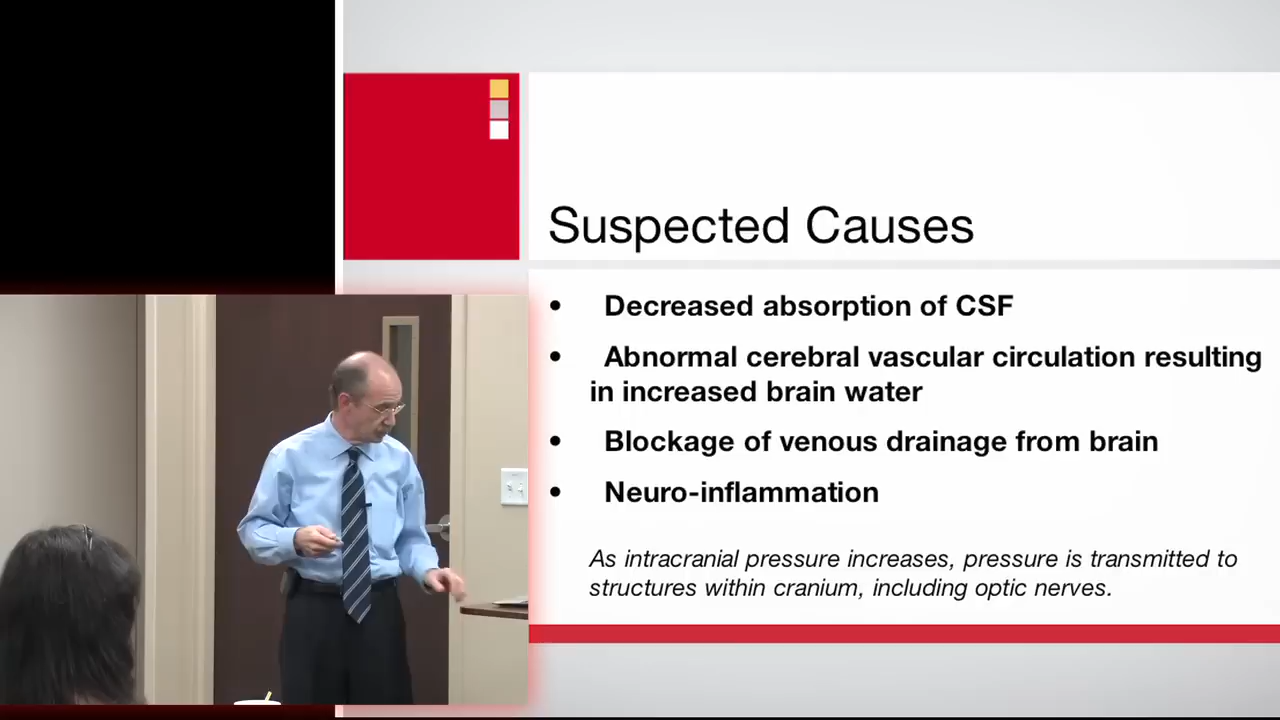 Suspected Causes
• Decreased absorption of CSF
• Abnormal cerebral vascular circulation resulting
in increased brain water
• Blockage of venous drainage from brain
• Neuro-inflammation
As intracranial pressure increases, pressure is transmitted to
structures within cranium, including optic nerves.